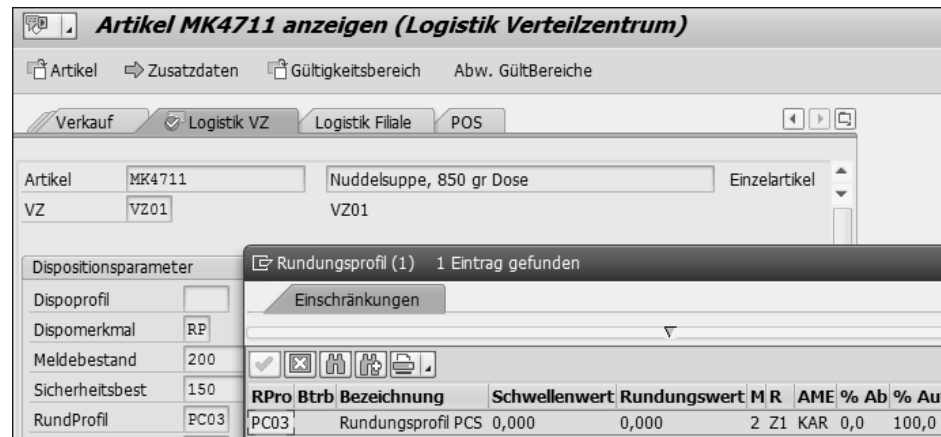 Artikel MK4711 anzeigen (Logistik Verteilzentrum)
Artikel Zusatzdaten Gültigkeitsbereich Abw. GültBereiche
Verkauf Logistik VZ Logistik Filiale POS
Artikel MK4711 Nuddelsuppe, 850 gr Dose Einzelartikel
VZ VZ01 VZ01
Dispositionsparameter
Dispoprofil
Dispomerkmal RP
Meldebestand 200
Sicherheitsbest 150
RundProfil PC03
Rundungsprofil (1) 1 Eintrag gefunden
Einschränkungen
RPro Btrb Bezeichnung Schwellenwert Rundungswert M R AME % Ab % Au
PC03 Rundungsprofil PCS 0,000 0,000 2 Z1 KAR 0,0 100,0